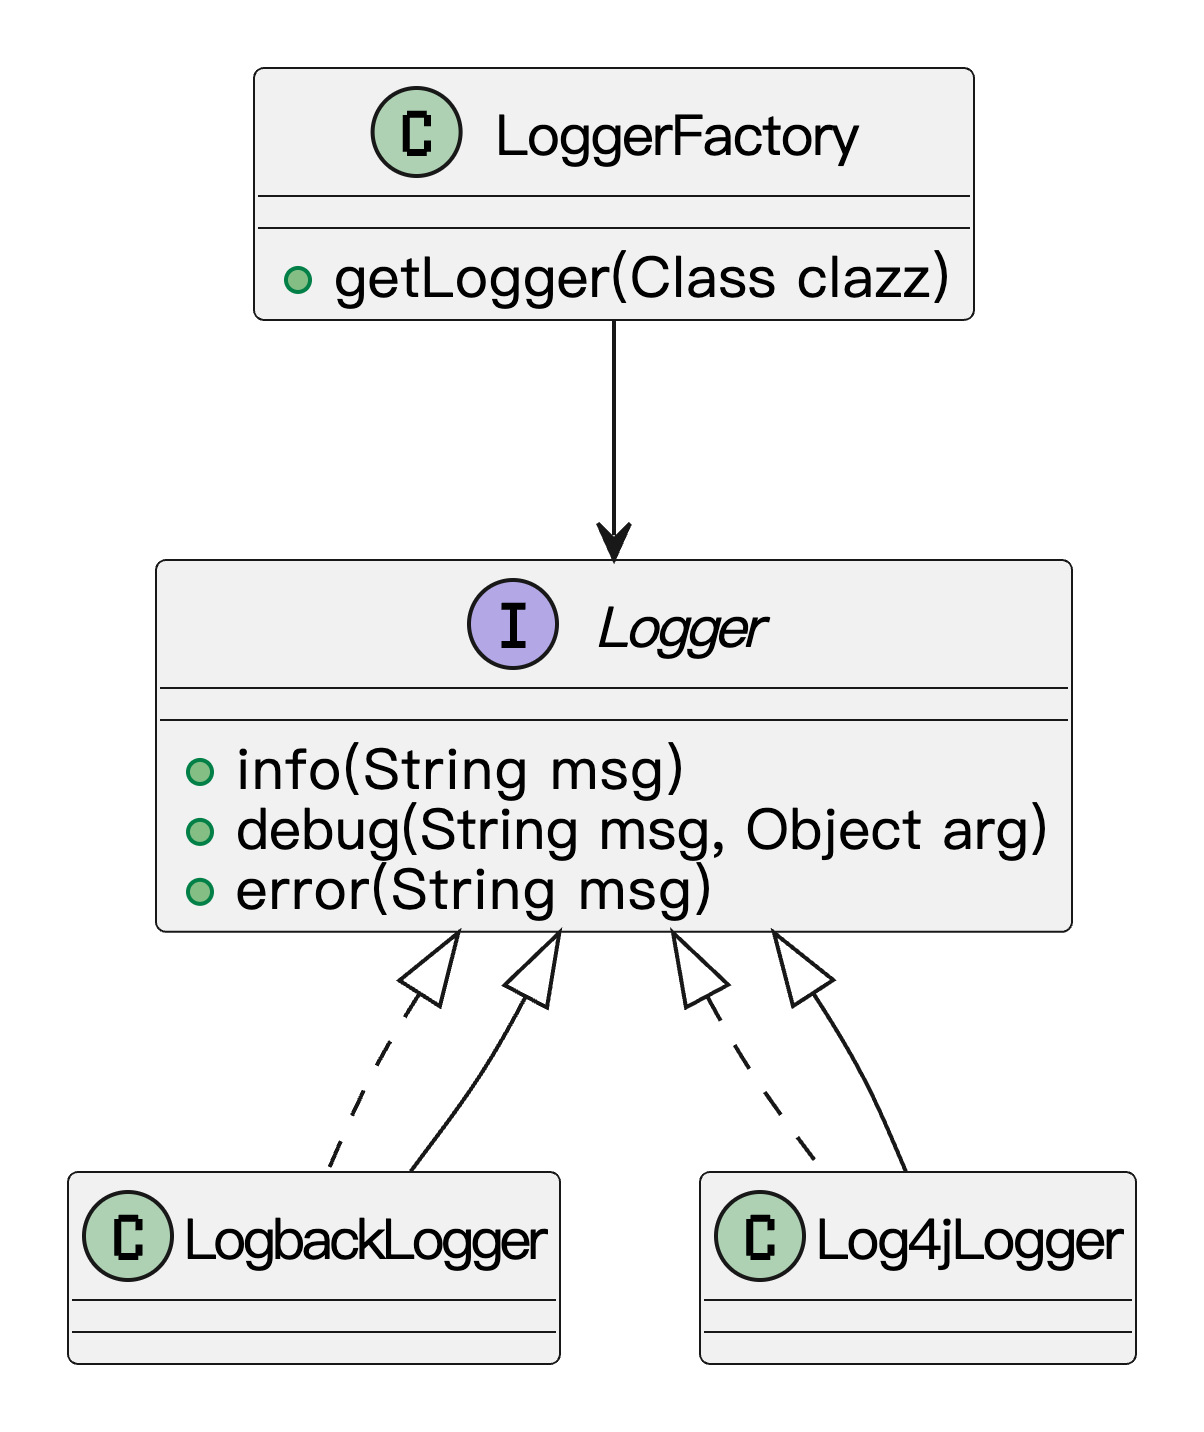 C LoggerFactory
getLogger(Class clazz)
I Logger
info(String msg)
debug(String msg, Object arg)
error(String msg)
C LogbackLogger
C Log4jLogger